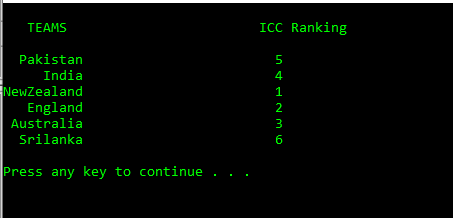 TEAMS ICC Ranking
Pakistan 5
India 4
NewZealand 1
England 2
Australia 3
Srilanka 6
Press any key to continue . . .